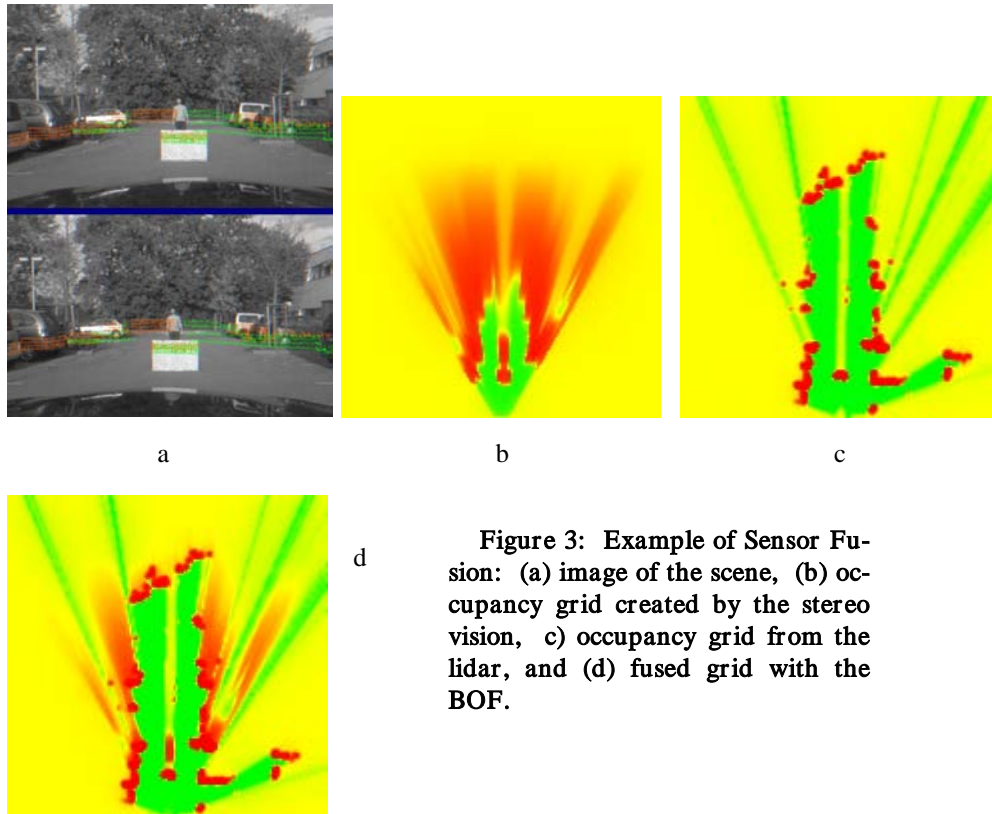 a
b
c
d
Figure 3: Example of Sensor Fu-
sion: (a) image of the scene, (b) oc-
cupancy grid created by the stereo
vision, c) occupancy grid from the
lidar, and (d) fused grid with the
BOF.